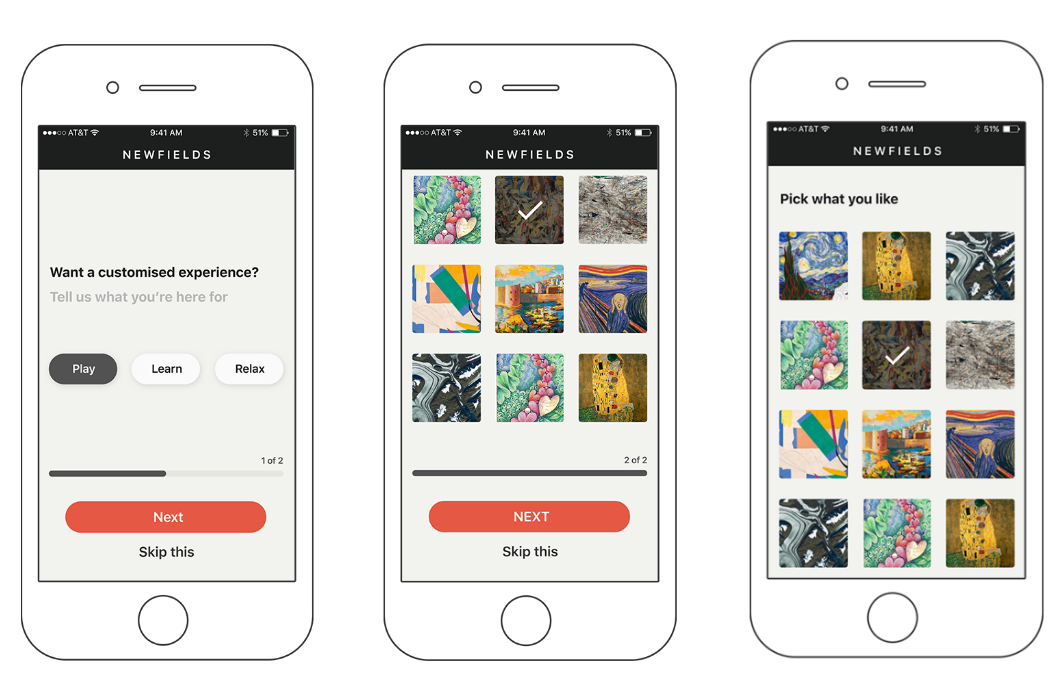 ●●●○○ AT&T 9:41 AM 51%
NEWFIELDS
Want a customised experience?
Tell us what you're here for
Play Learn Relax
1 of 2
Next
Skip this
●●●○○ AT&T 9:41 AM 51%
NEWFIELDS
2 of 2
NEXT
Skip this
●●●○○ AT&T 9:41 AM 51%
NEWFIELDS
Pick what you like